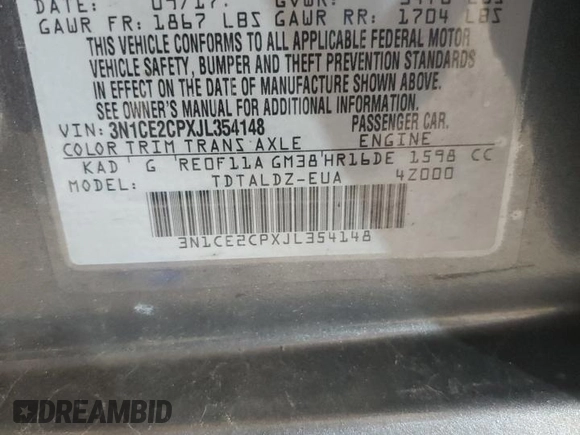 DATE: 09/17. GVWR:
GAWR FR: 1867 LBS GAWR RR: 1704 LBS
THIS VEHICLE CONFORMS TO ALL APPLICABLE FEDERAL MOTOR
VEHICLE SAFETY, BUMPER AND THEFT PREVENTION STANDARDS
IN EFFECT ON THE DATE OF MANUFACTURE SHOWN ABOVE.
SEE OWNER'S MANUAL FOR ADDITIONAL INFORMATION.
VIN: 3N1CE2CPXJL354148 PASSENGER CAR.
COLOR TRIM TRANS AXLE ENGINE
KAD G RE0F11A GM38 HR16DE 1598 CC
MODEL: TDTALDZ-EUA 4Z000
3N1CE2CPXJL354148
DREAMBID